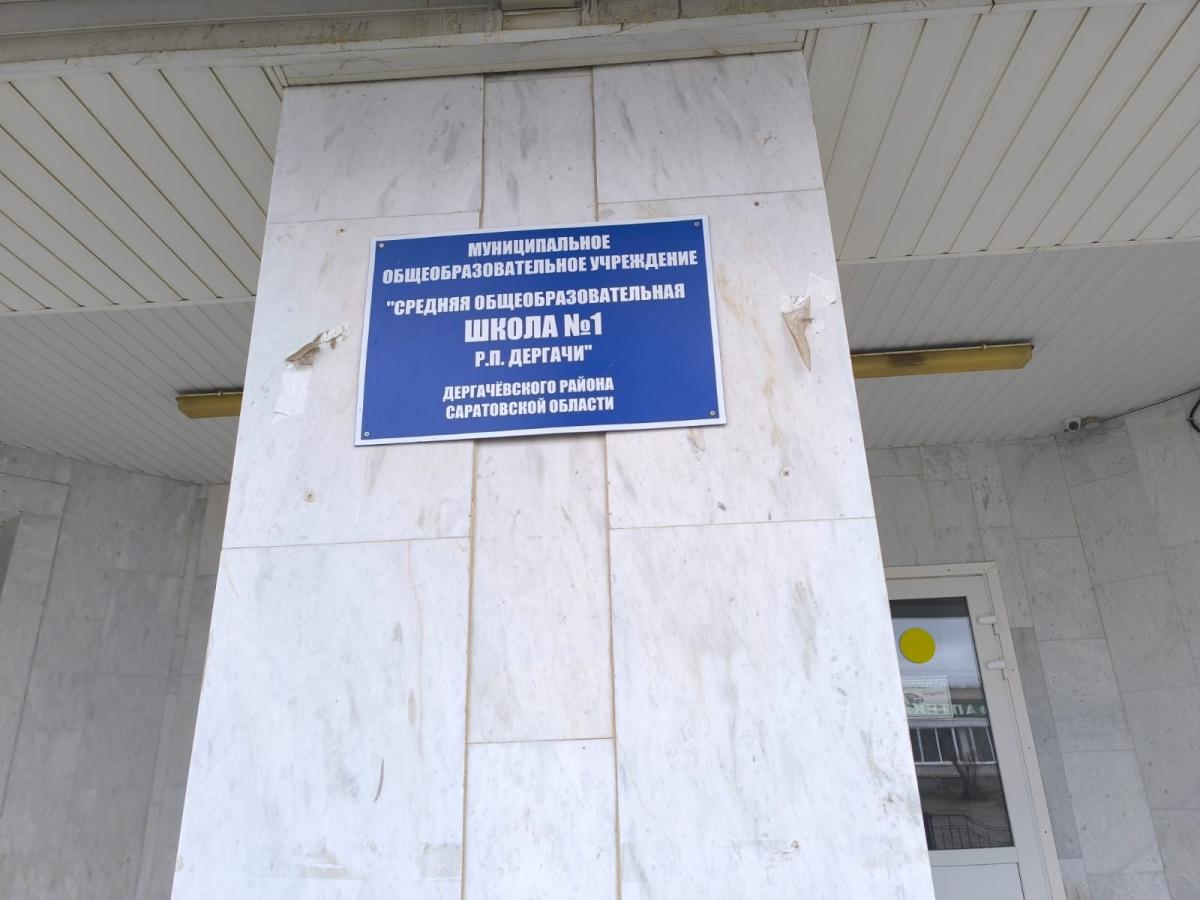 МУНИЦИПАЛЬНОЕ
ОБЩЕОБРАЗОВАТЕЛЬНОЕ УЧРЕЖДЕНИЕ
"СРЕДНЯЯ ОБЩЕОБРАЗОВАТЕЛЬНАЯ
ШКОЛА №1
Р.П. ДЕРГАЧИ"
ДЕРГАЧЁВСКОГО РАЙОНА
САРАТОВСКОЙ ОБЛАСТИ